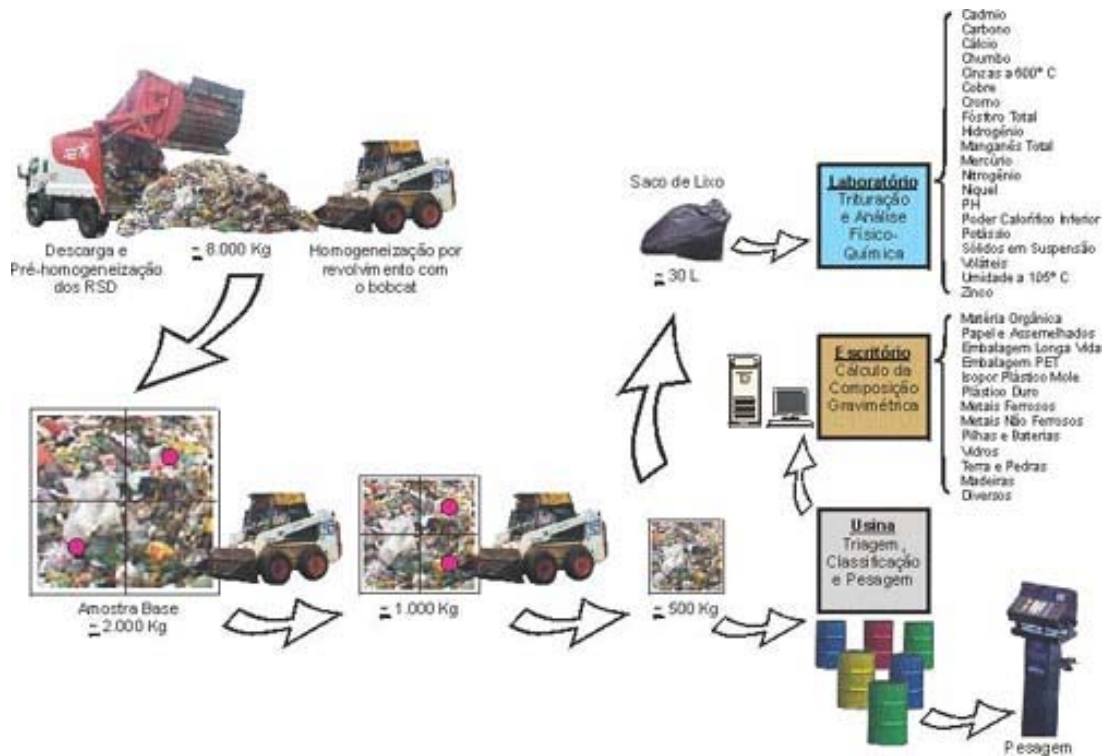 Descarga e
Pré-homogeneização
dos RSD
± 8.000 Kg
Homogeneização por
revolvimento com
o bobcat
Amostra Base
± 2.000 Kg
± 1.000 Kg
± 500 Kg
Saco de Lixo
± 30 L
Laboratório
Trituração
e Análise
Físico-
Química
Cadmio
Carbono
Cálcio
Chumbo
Cinzas a 600° C
Cobre
Cromo
Fósforo Total
Hidrogénio
Manganês Total
Mercúrio
Nitrogênio
Niquel
PH
Poder Calorífico Inferior
Potássio
Sólidos em Suspensão
Voláteis
Umidade a 105° C
Zinco
Escritório
Cálculo da
Composição
Gravimétrica
Matéria Orgânica
Papel e Assemelhados
Embalagem Longa Vida
Embalagem PET
Isopor Plástico Mole
Plástico Duro
Metais Ferrosos
Metais Não Ferrosos
Pilhas e Baterias
Vidros
Terra e Pedras
Madeiras
Diversos
Usina
Triagem,
Classificação
e Pesagem
Pesagem